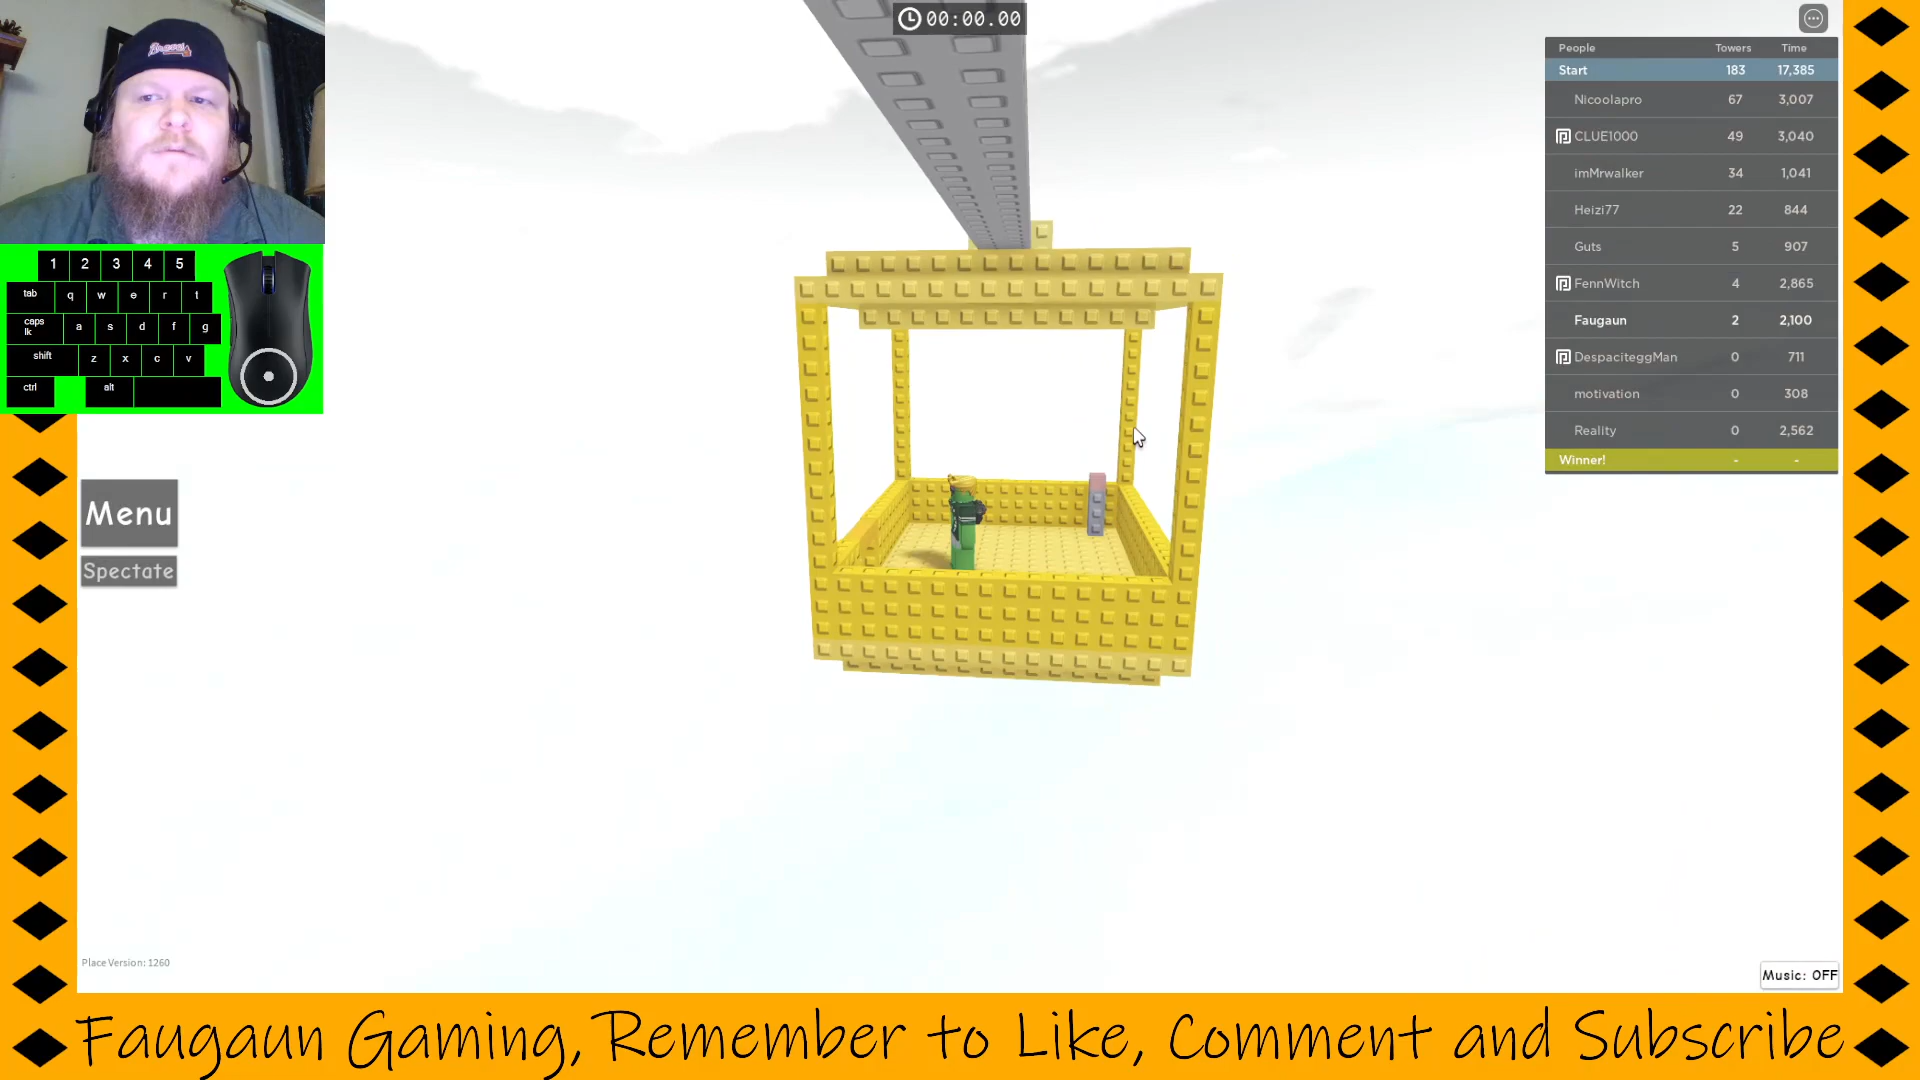 Braves
00:00.00
People Towers Time
Start 183 17,385
Nicoolapro 67 3,007
CLUE1000 49 3,040
imMrwalker 34 1,041
Heizi77 22 844
Guts 5 907
FennWitch 4 2,865
Faugaun 2 2,100
DespaciteggMan 0 711
motivation 0 308
Reality 0 2,562
Winner! - -
1 2 3 4 5
tab q w e r t
caps lk a s d f g
shift z x c v
ctrl alt
Menu
Spectate
Place Version: 1260
Music: OFF
Faugaun Gaming, Remember to Like, Comment and Subscribe